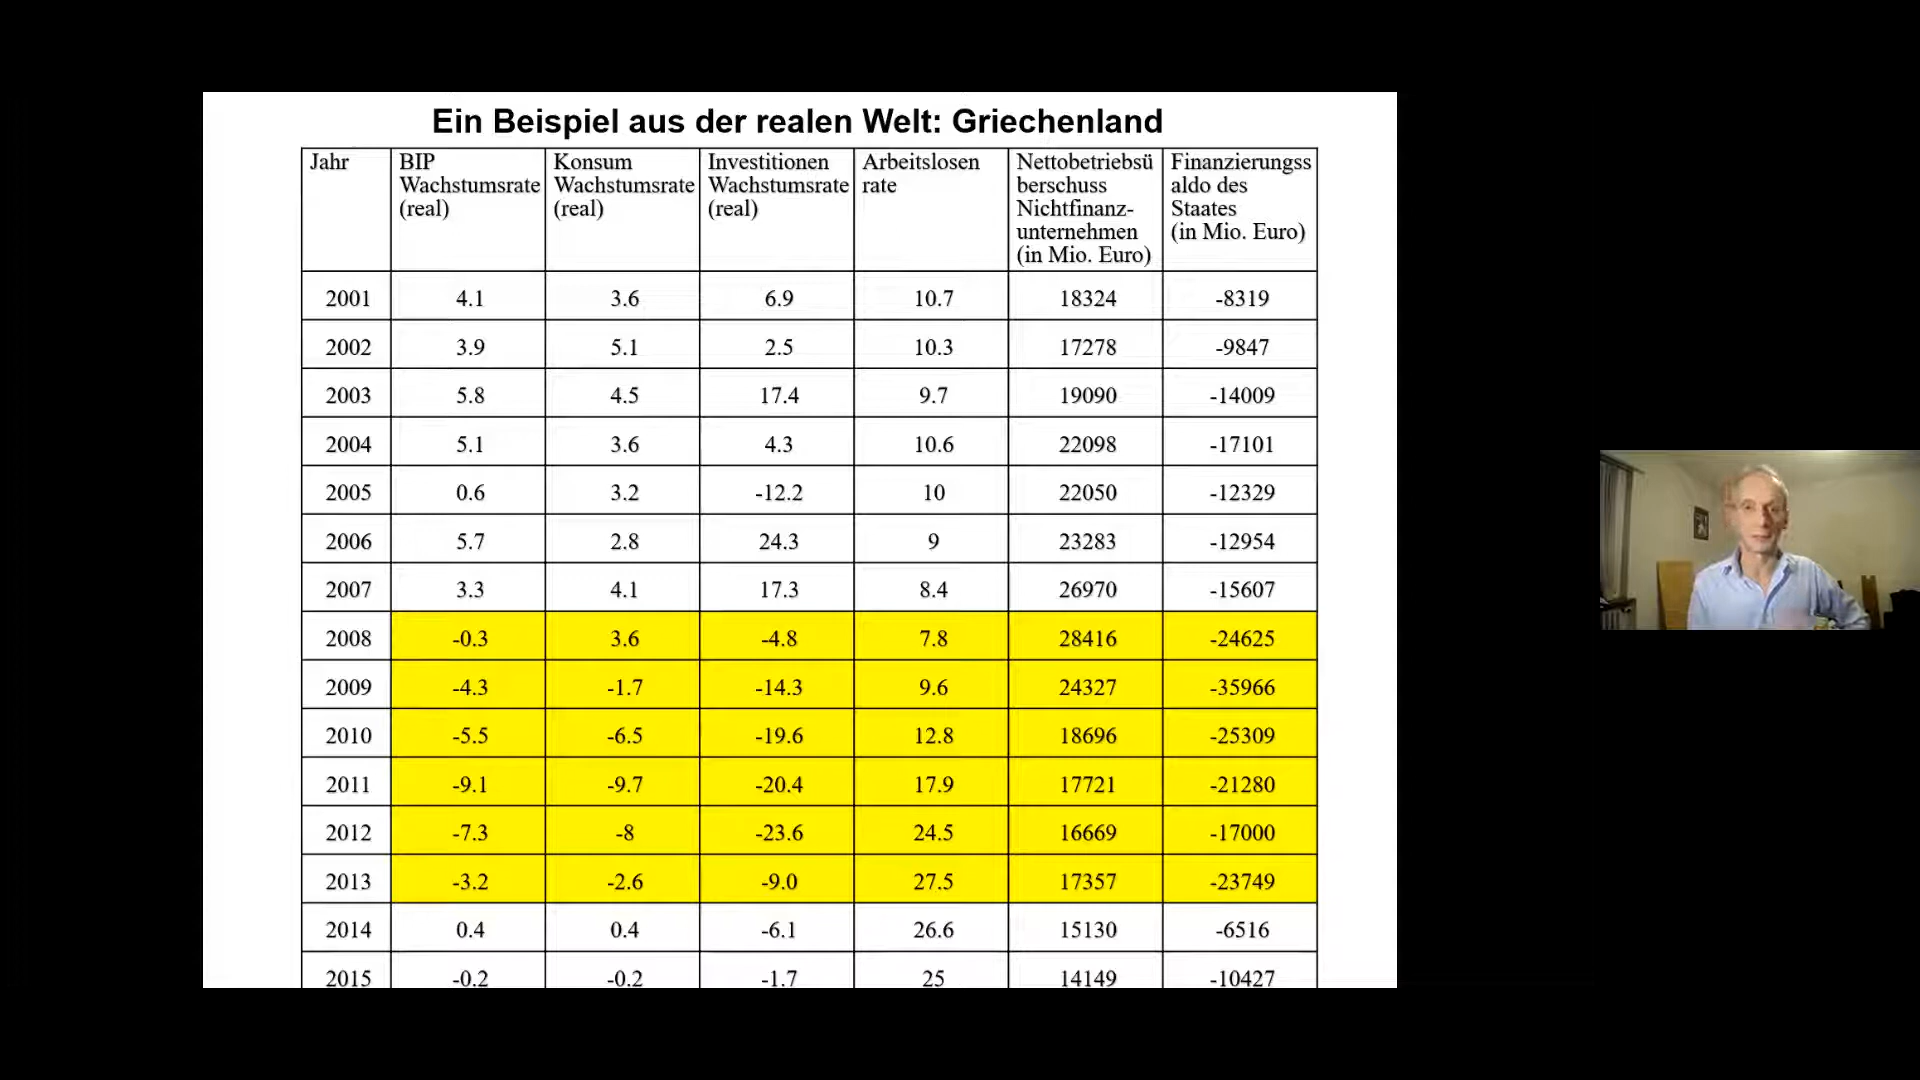 Ein Beispiel aus der realen Welt: Griechenland
Jahr BIP Wachstumsrate (real) Konsum Wachstumsrate (real) Investitionen Wachstumsrate (real) Arbeitslosen rate Nettobetriebsü berschuss Nichtfinanz- unternehmen (in Mio. Euro) Finanzierungss aldo des Staates (in Mio. Euro)
2001 4.1 3.6 6.9 10.7 18324 -8319
2002 3.9 5.1 2.5 10.3 17278 -9847
2003 5.8 4.5 17.4 9.7 19090 -14009
2004 5.1 3.6 4.3 10.6 22098 -17101
2005 0.6 3.2 -12.2 10 22050 -12329
2006 5.7 2.8 24.3 9 23283 -12954
2007 3.3 4.1 17.3 8.4 26970 -15607
2008 -0.3 3.6 -4.8 7.8 28416 -24625
2009 -4.3 -1.7 -14.3 9.6 24327 -35966
2010 -5.5 -6.5 -19.6 12.8 18696 -25309
2011 -9.1 -9.7 -20.4 17.9 17721 -21280
2012 -7.3 -8 -23.6 24.5 16669 -17000
2013 -3.2 -2.6 -9.0 27.5 17357 -23749
2014 0.4 0.4 -6.1 26.6 15130 -6516
2015 -0.2 -0.2 -1.7 25 14149 -10427